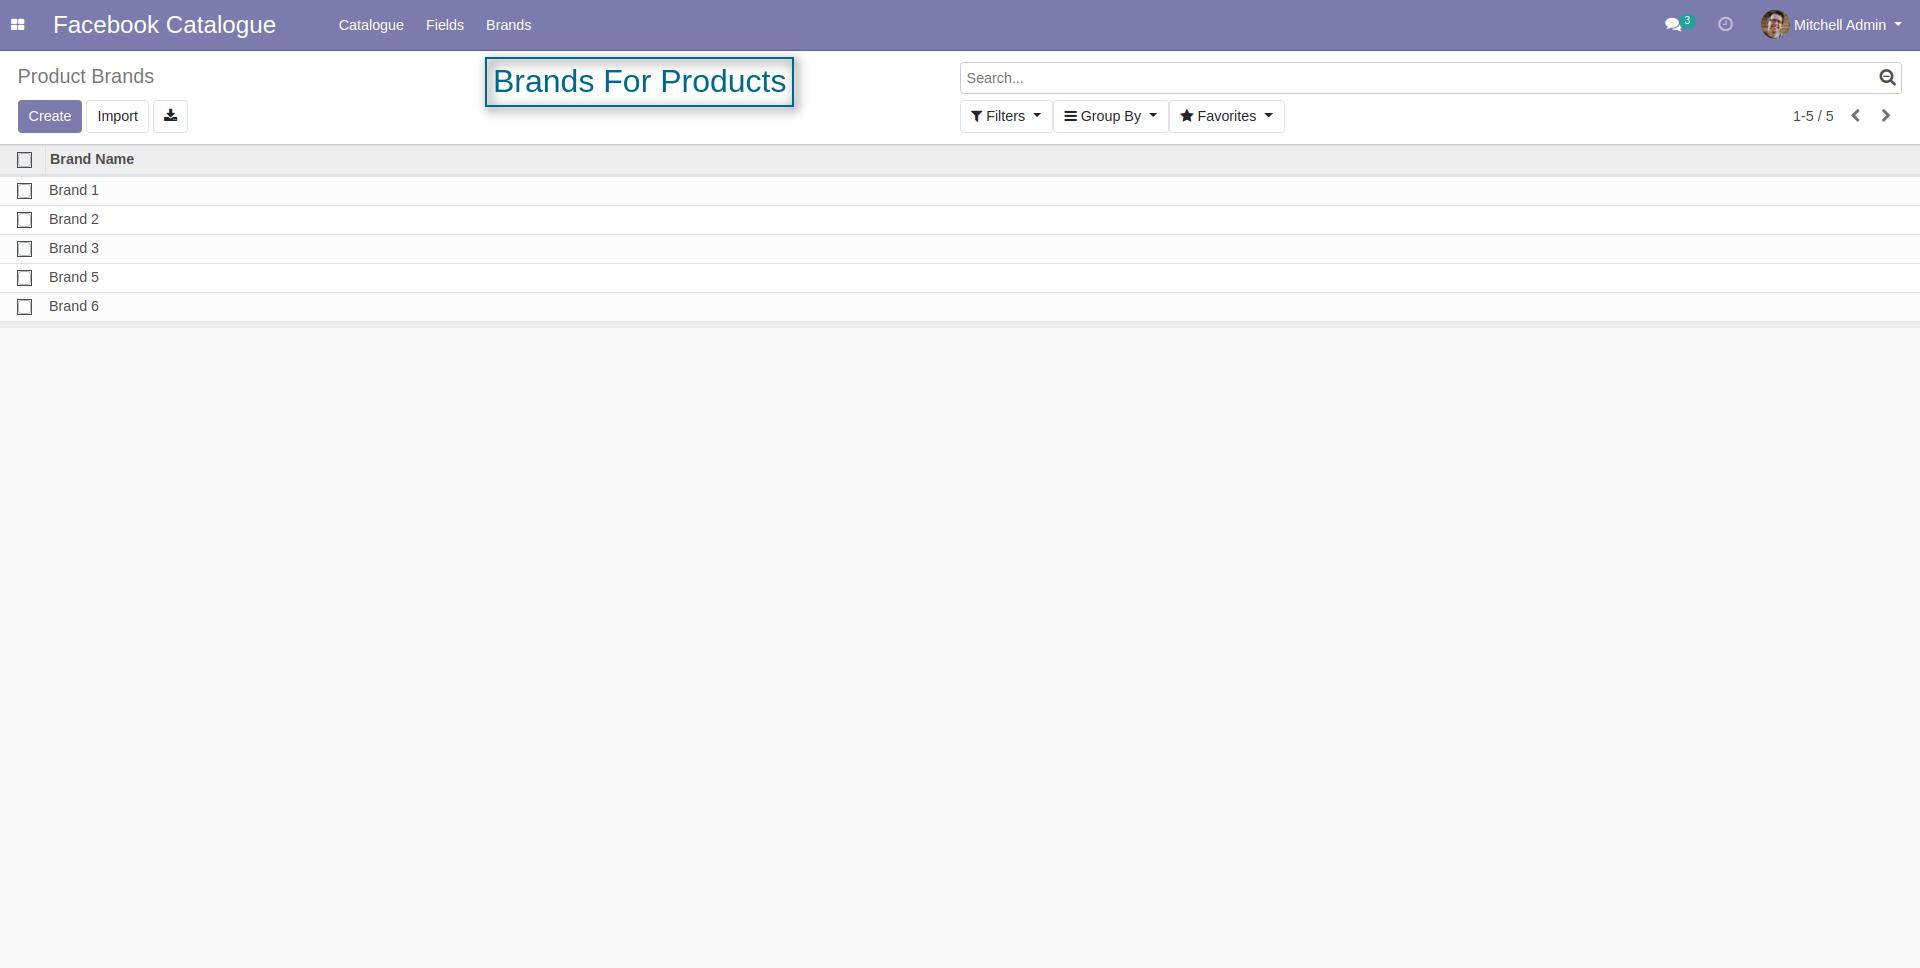 Facebook Catalogue Catalogue Fields Brands 3 Mitchell Admin
Product Brands
Brands For Products
Search...
Create Import Filters Group By Favorites 1-5 / 5
Brand Name
Brand 1
Brand 2
Brand 3
Brand 5
Brand 6